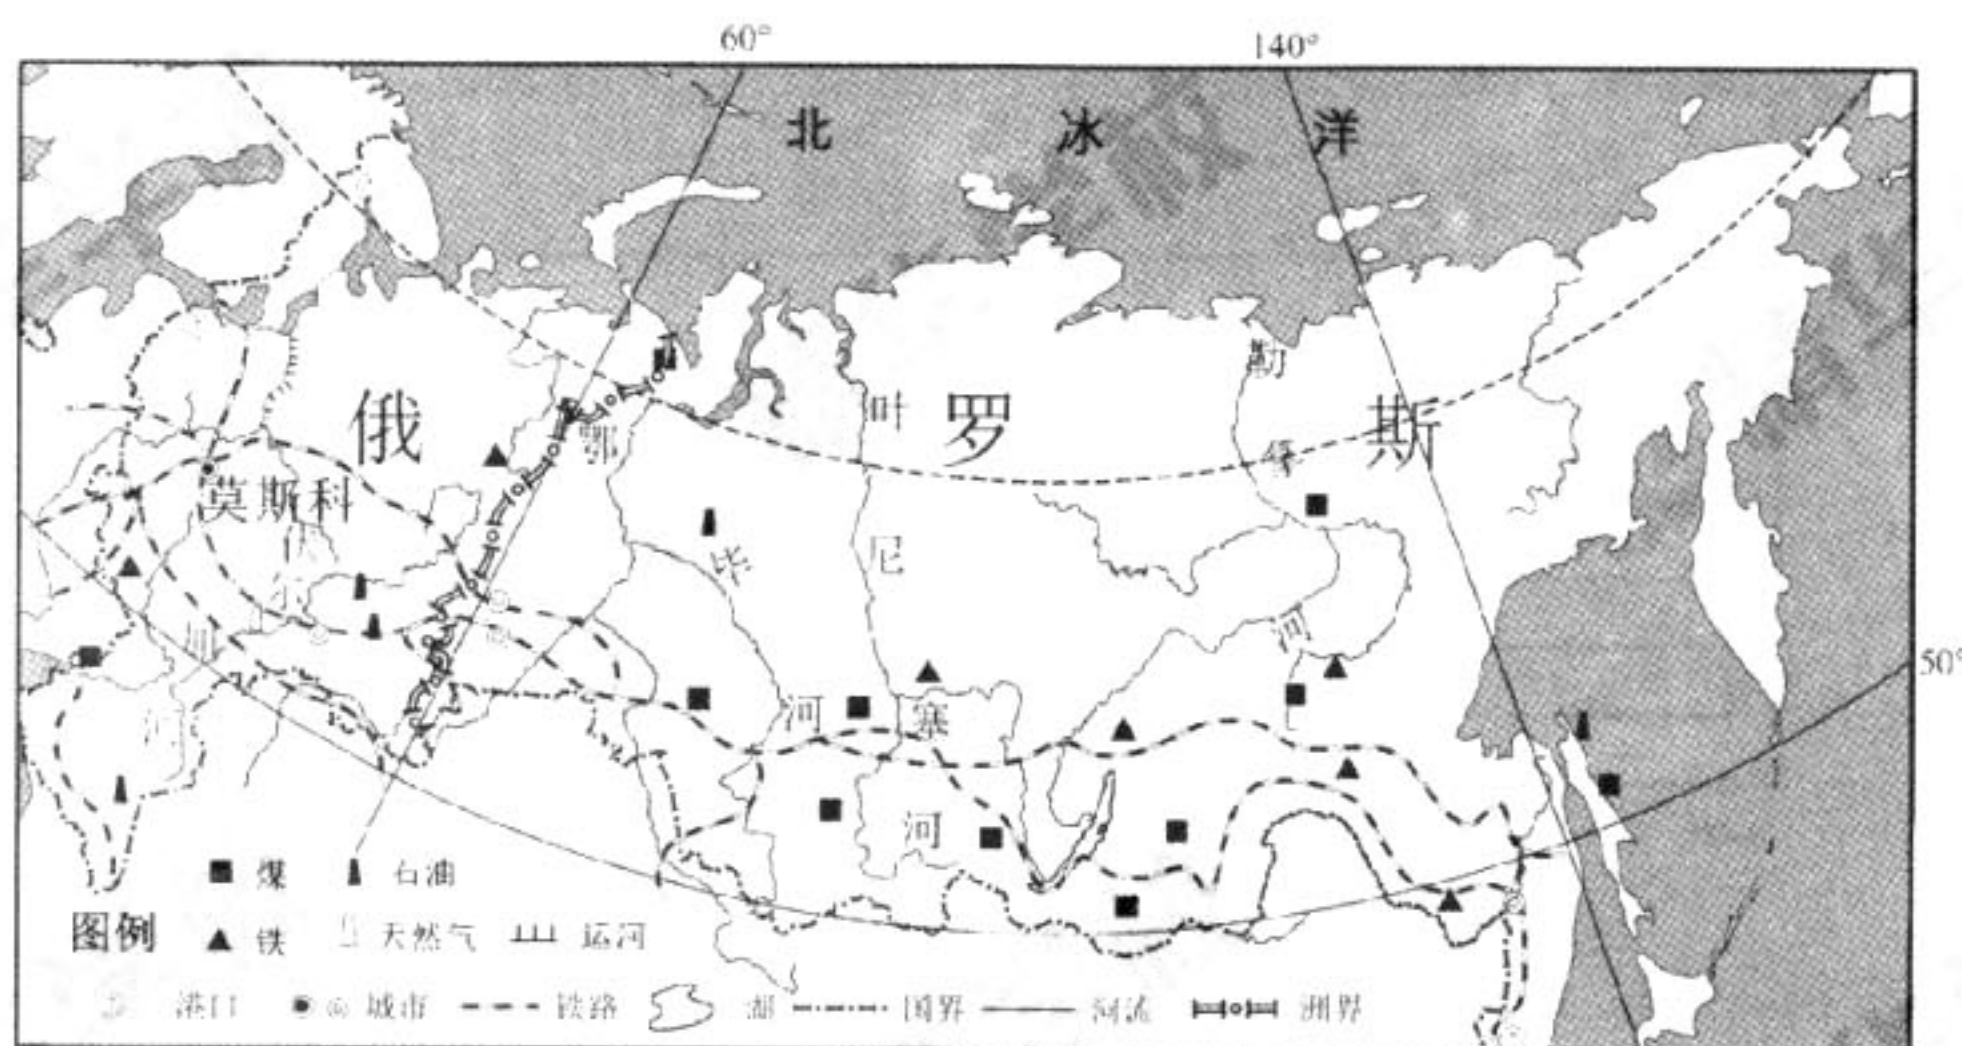 60° 140°
北 冰 洋
俄 罗 斯
勒
叶
鄂
莫斯科
尼
河
河 塞
河
50°
煤 石油
图例 铁 天然气 运河
港口 城市 铁路 湖 国界 河流 洲界